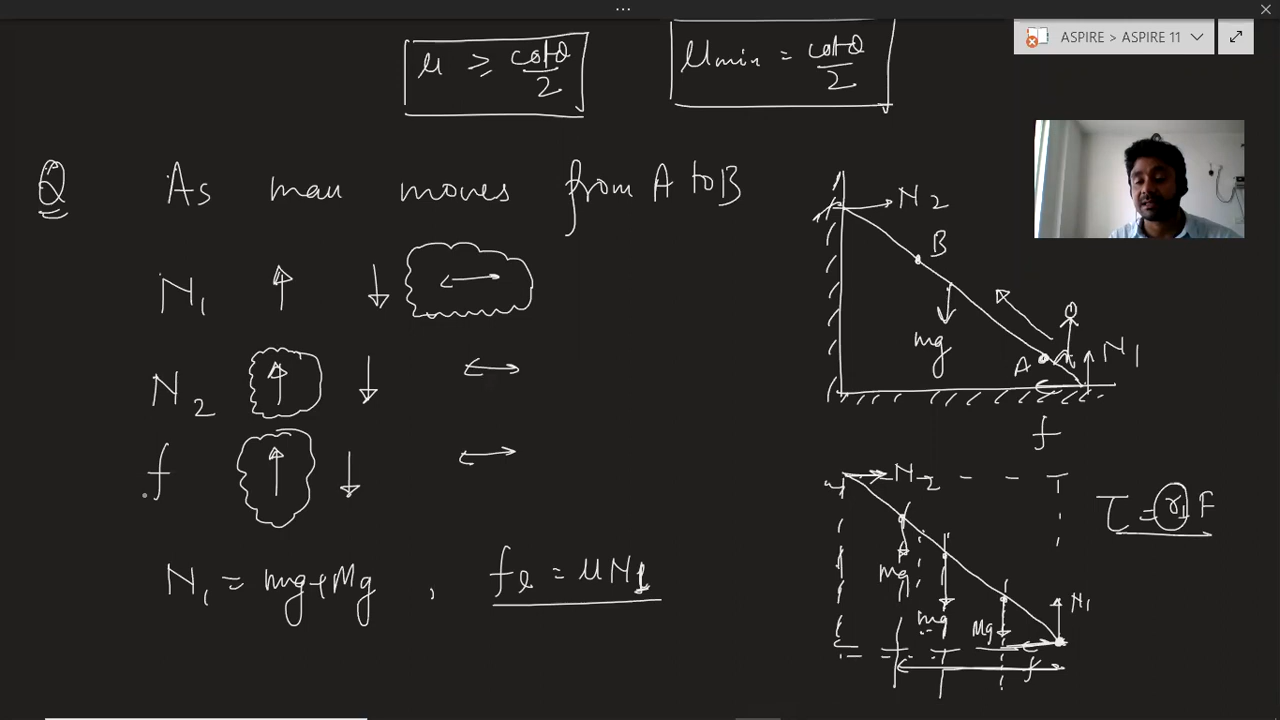 μ ≥ cotθ/2
μmin = cotθ/2
ASPIRE > ASPIRE 11
Q As man moves from A to B
N₁ ↑ ↓ ↔
N₂ ↑ ↓ ↔
f ↑ ↓ ↔
N₁ = mg+Mg , fₗ = μN₁
N₂
B
mg
A
N₁
f
N₂
τ = r⊥F
mg
mg
Mg
N₁
f